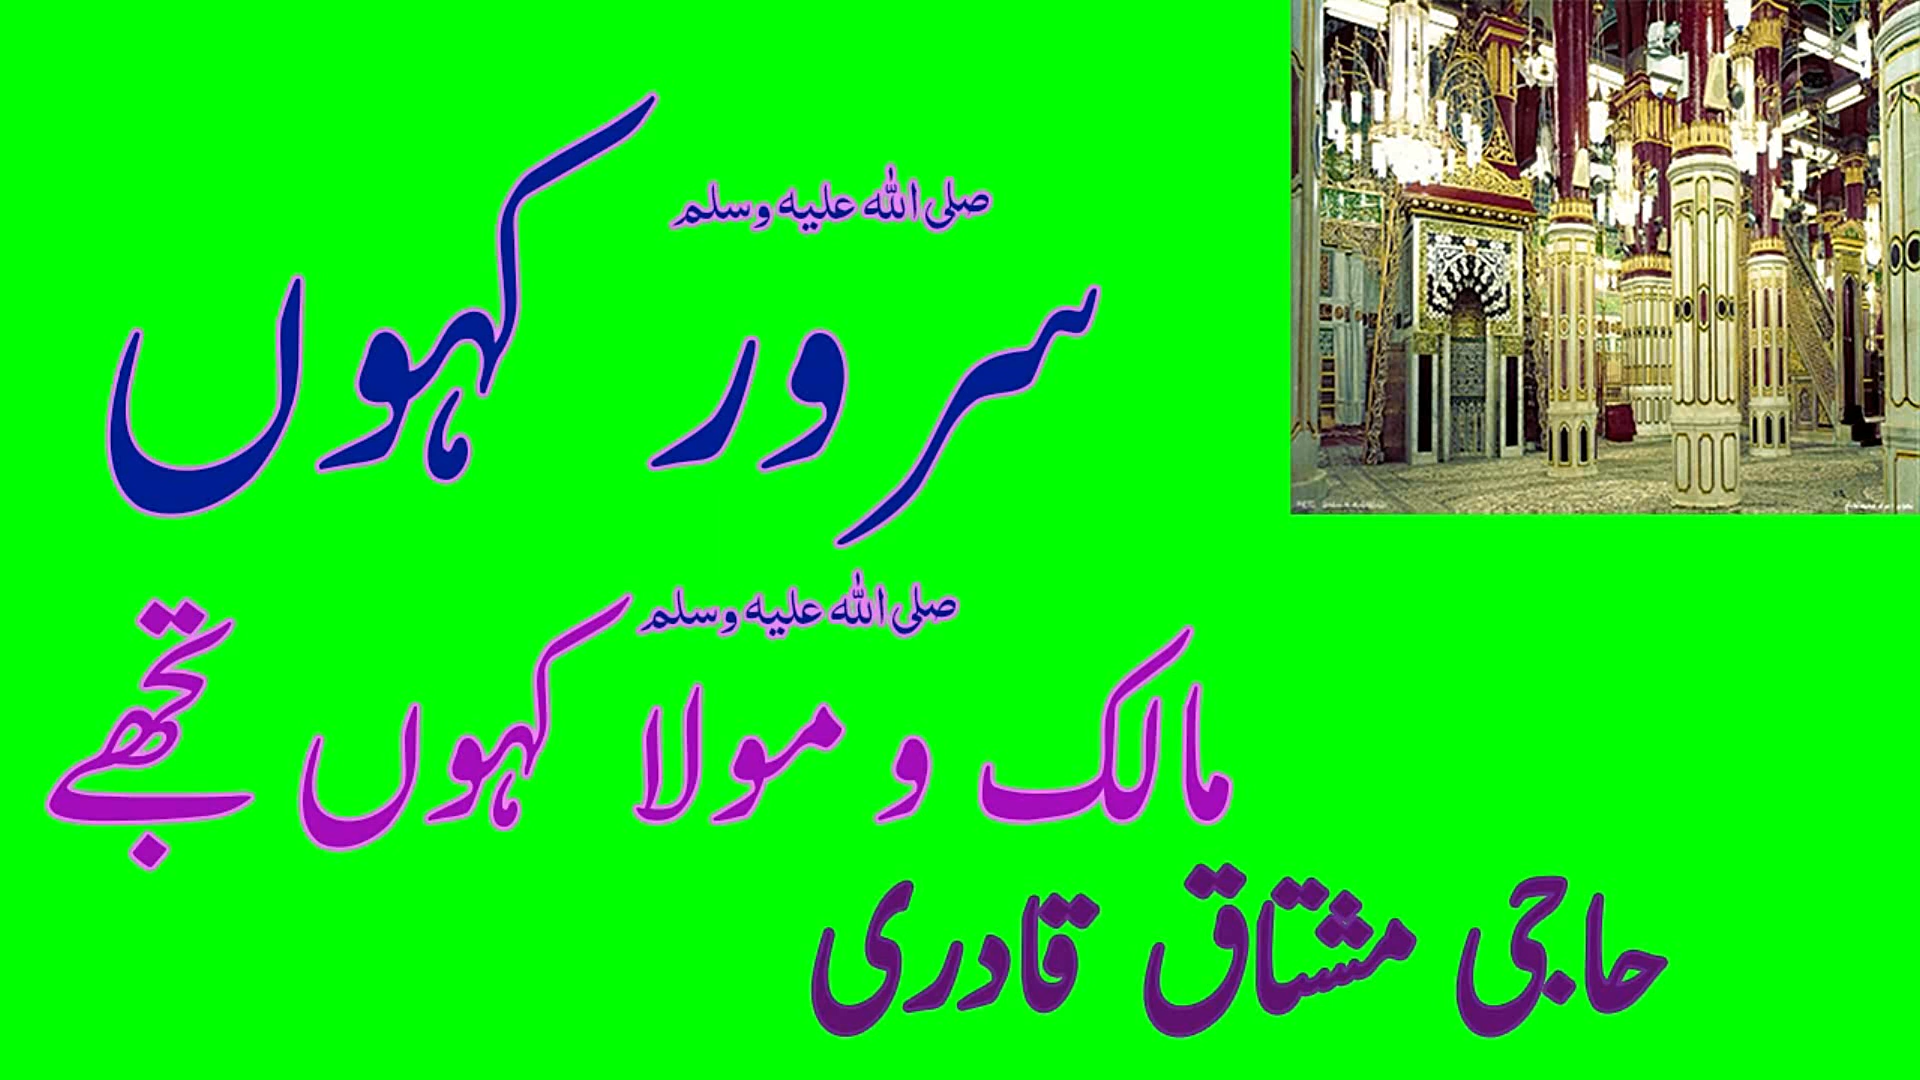 صلی اللہ علیہ وسلم
سرور کہوں
صلی اللہ علیہ وسلم
مالک و مولا کہوں تجھے
حاجی مشتاق قادری